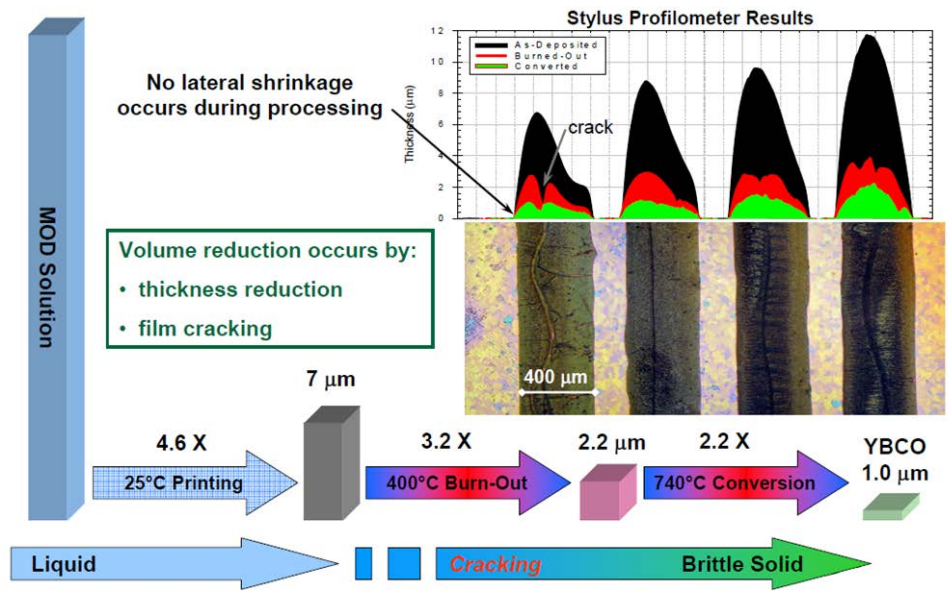 Stylus Profilometer Results
12
10
8
6
4
2
0
Thickness (μm)
As-Deposited
Burned-Out
Converted
No lateral shrinkage
occurs during processing
crack
MOD Solution
Volume reduction occurs by:
• thickness reduction
• film cracking
400 μm
7 μm
4.6 X
3.2 X
2.2 μm
2.2 X
YBCO
1.0 μm
25°C Printing
400°C Burn-Out
740°C Conversion
Liquid
Cracking
Brittle Solid